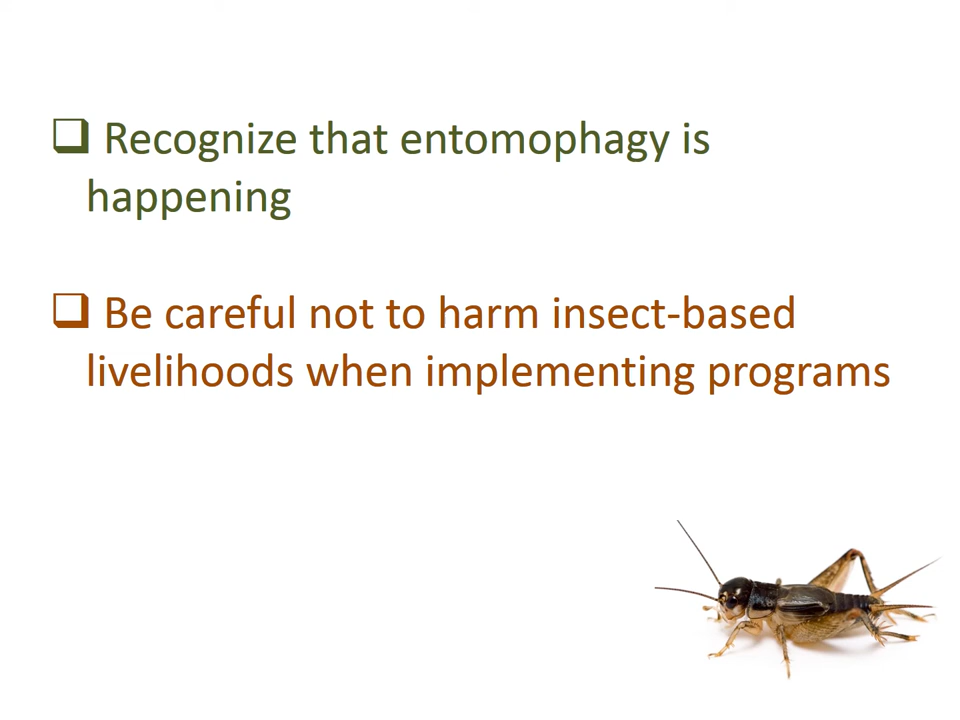 ❑ Recognize that entomophagy is
happening
❑ Be careful not to harm insect-based
livelihoods when implementing programs